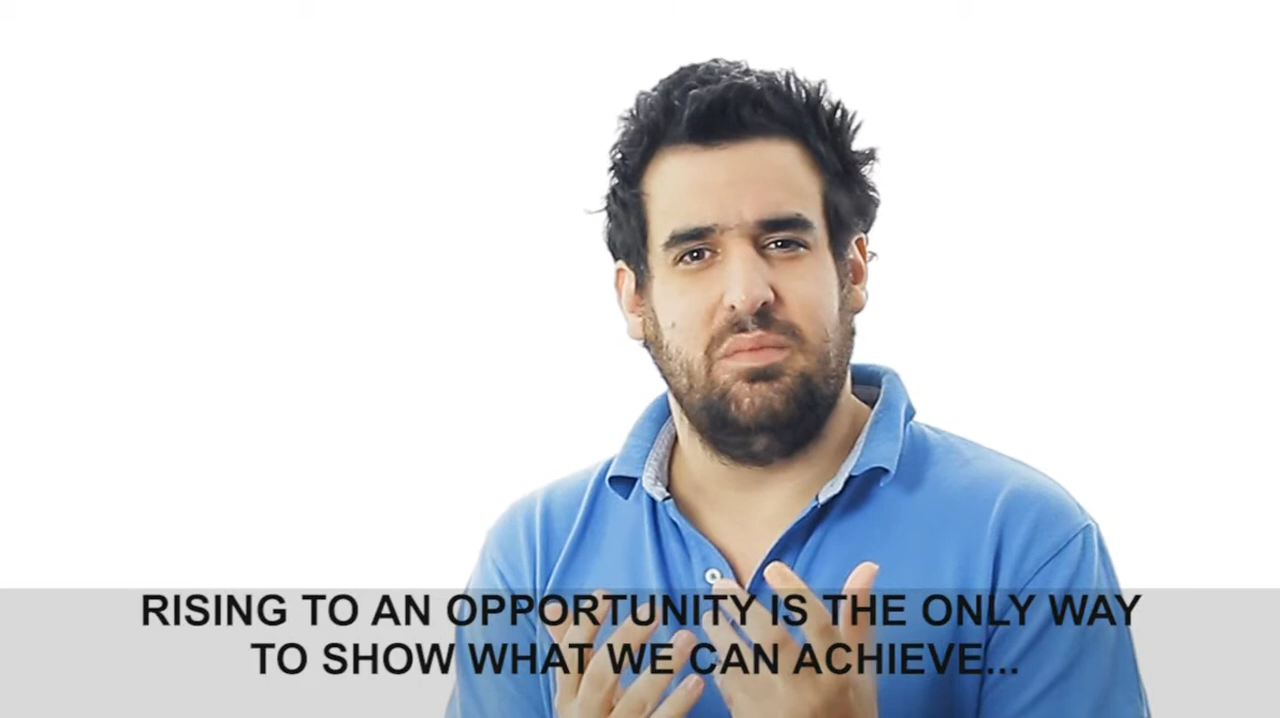 RISING TO AN OPPORTUNITY IS THE ONLY WAY
TO SHOW WHAT WE CAN ACHIEVE...